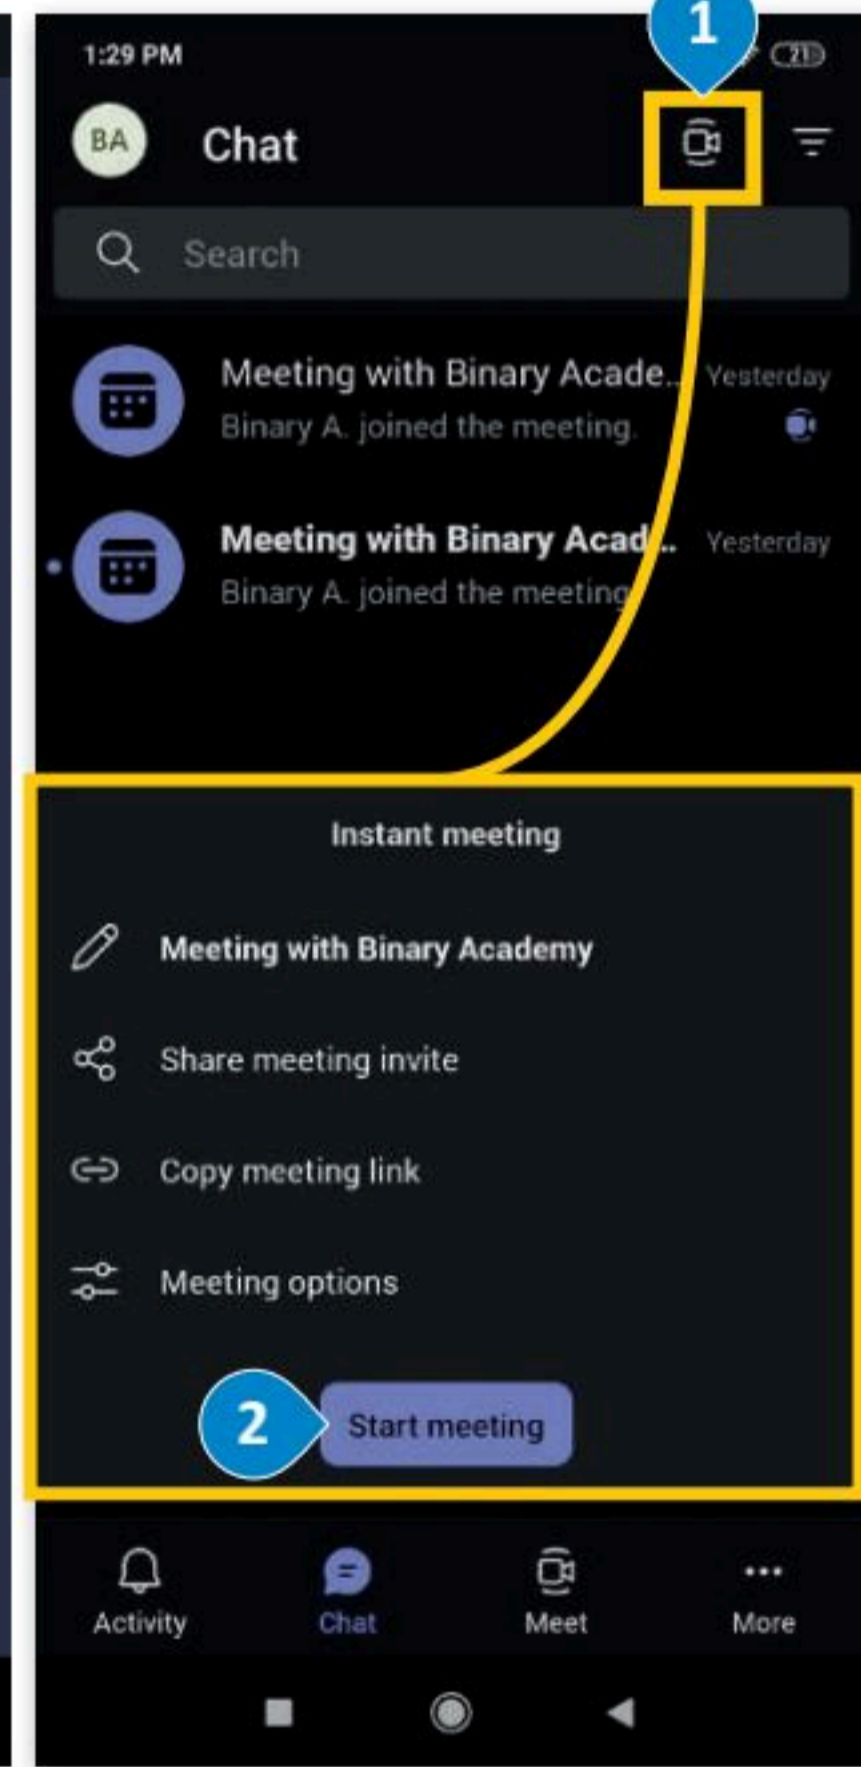 1
1:29 PM
21
BA
Chat
Search
Meeting with Binary Acade..
Yesterday
Binary A. joined the meeting.
Meeting with Binary Acad..
Yesterday
Binary A. joined the meeting
Instant meeting
Meeting with Binary Academy
Share meeting invite
Copy meeting link
Meeting options
2
Start meeting
Activity
Chat
Meet
More